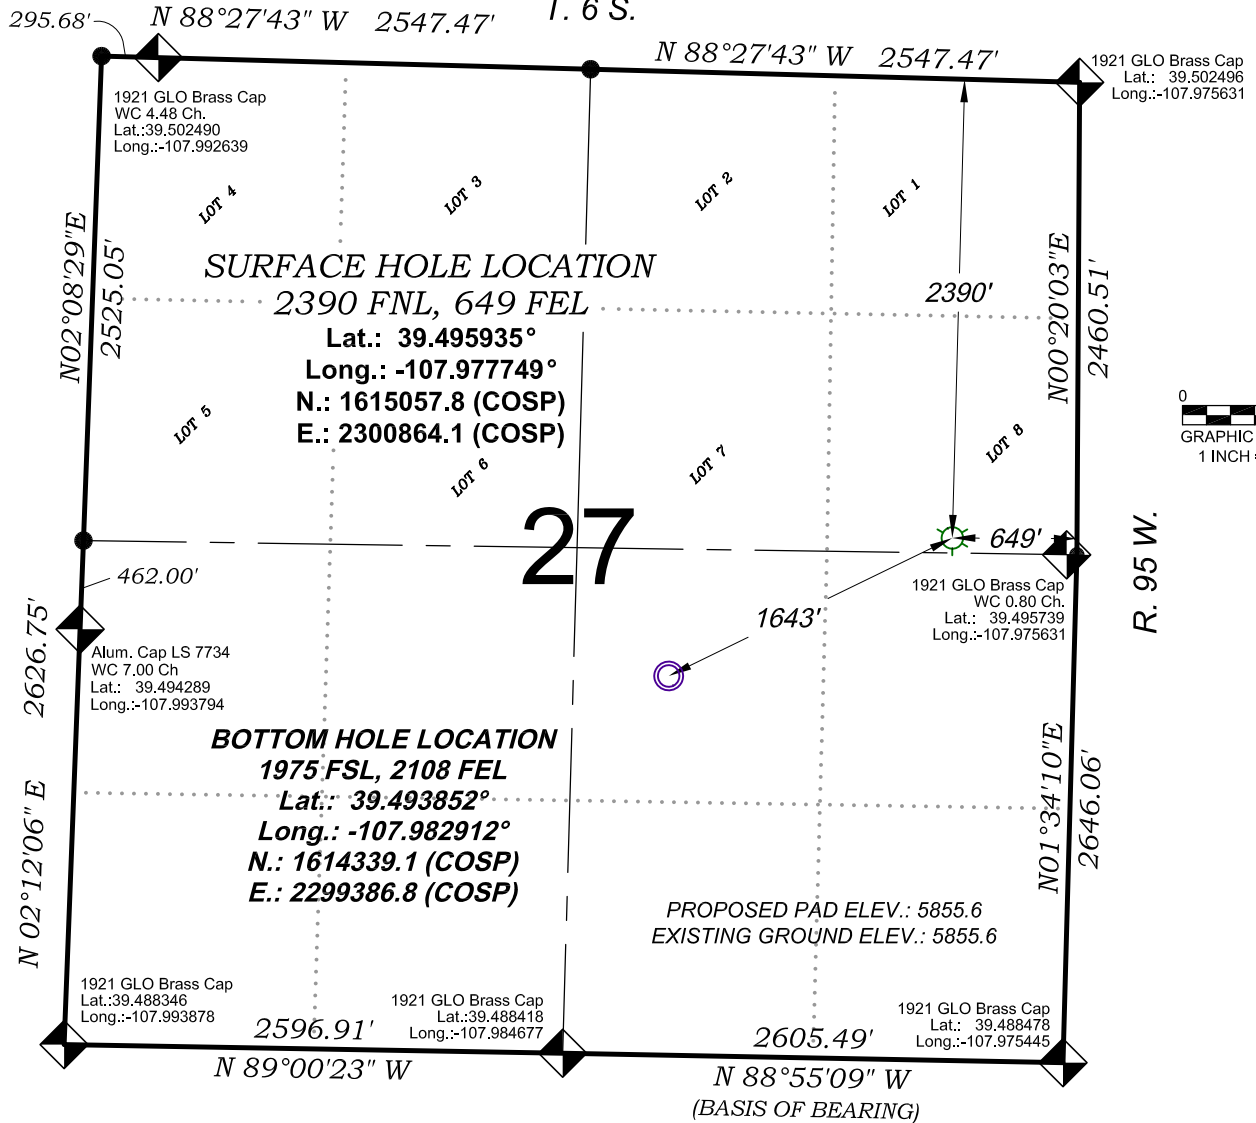 T. 6 S.
295.68'
N 88°27'43" W 2547.47'
N 88°27'43" W 2547.47'
1921 GLO Brass Cap
Lat.: 39.502496
Long.:-107.975631
1921 GLO Brass Cap
WC 4.48 Ch.
Lat.:39.502490
Long.:-107.992639
LOT 4
LOT 3
LOT 2
LOT 1
N02°08'29"E
2525.05'
SURFACE HOLE LOCATION
2390 FNL, 649 FEL
Lat.: 39.495935°
Long.: -107.977749°
N.: 1615057.8 (COSP)
E.: 2300864.1 (COSP)
2390'
N00°20'03"E
2460.51'
0
GRAPHIC
1 INCH
LOT 5
LOT 6
LOT 7
LOT 8
27
649'
R. 95 W.
462.00'
1921 GLO Brass Cap
WC 0.80 Ch.
Lat.: 39.495739
Long.:-107.975631
1643'
2626.75'
N 02°12'06" E
Alum. Cap LS 7734
WC 7.00 Ch
Lat.: 39.494289
Long.:-107.993794
BOTTOM HOLE LOCATION
1975 FSL, 2108 FEL
Lat.: 39.493852°
Long.: -107.982912°
N.: 1614339.1 (COSP)
E.: 2299386.8 (COSP)
N01°34'10"E
2646.06'
PROPOSED PAD ELEV.: 5855.6
EXISTING GROUND ELEV.: 5855.6
1921 GLO Brass Cap
Lat.:39.488346
Long.:-107.993878
1921 GLO Brass Cap
Lat.:39.488418
Long.:-107.984677
1921 GLO Brass Cap
Lat.: 39.488478
Long.:-107.975445
2596.91'
N 89°00'23" W
2605.49'
N 88°55'09" W
(BASIS OF BEARING)